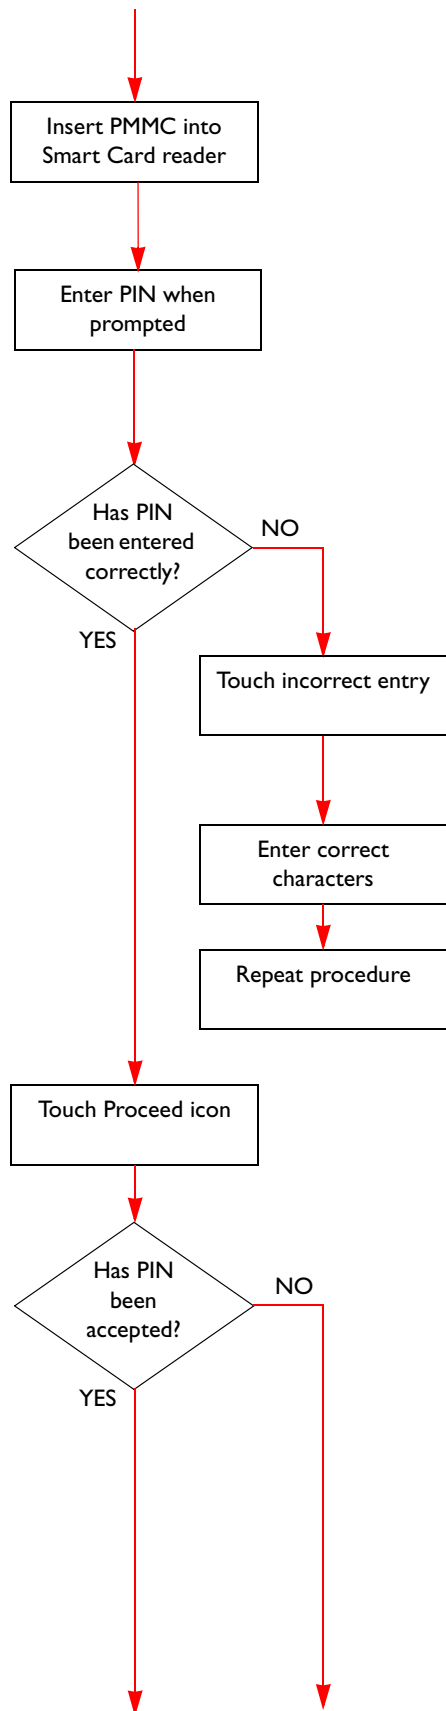 Insert PMMC into
Smart Card reader
Enter PIN when
prompted
Has PIN
been entered
correctly?
NO
YES
Touch incorrect entry
Enter correct
characters
Repeat procedure
Touch Proceed icon
Has PIN
been
accepted?
NO
YES